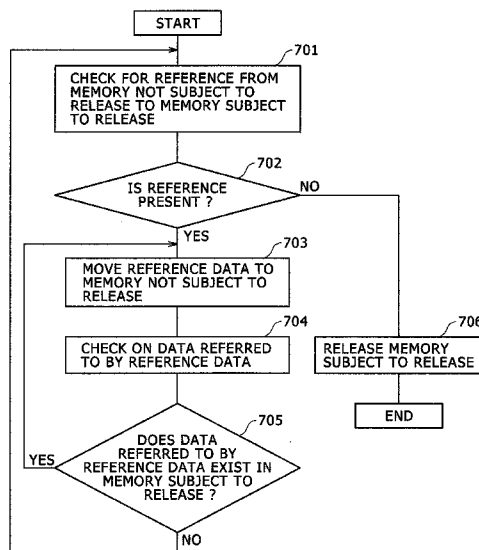 START
701
CHECK FOR REFERENCE FROM
MEMORY NOT SUBJECT TO
RELEASE TO MEMORY SUBJECT
TO RELEASE
702
IS REFERENCE
PRESENT ?
NO
YES
703
MOVE REFERENCE DATA TO
MEMORY NOT SUBJECT TO
RELEASE
704
CHECK ON DATA REFERRED
TO BY REFERENCE DATA
706
RELEASE MEMORY
SUBJECT TO RELEASE
END
705
DOES DATA
REFERRED TO BY
REFERENCE DATA EXIST IN
MEMORY SUBJECT TO
RELEASE ?
YES
NO